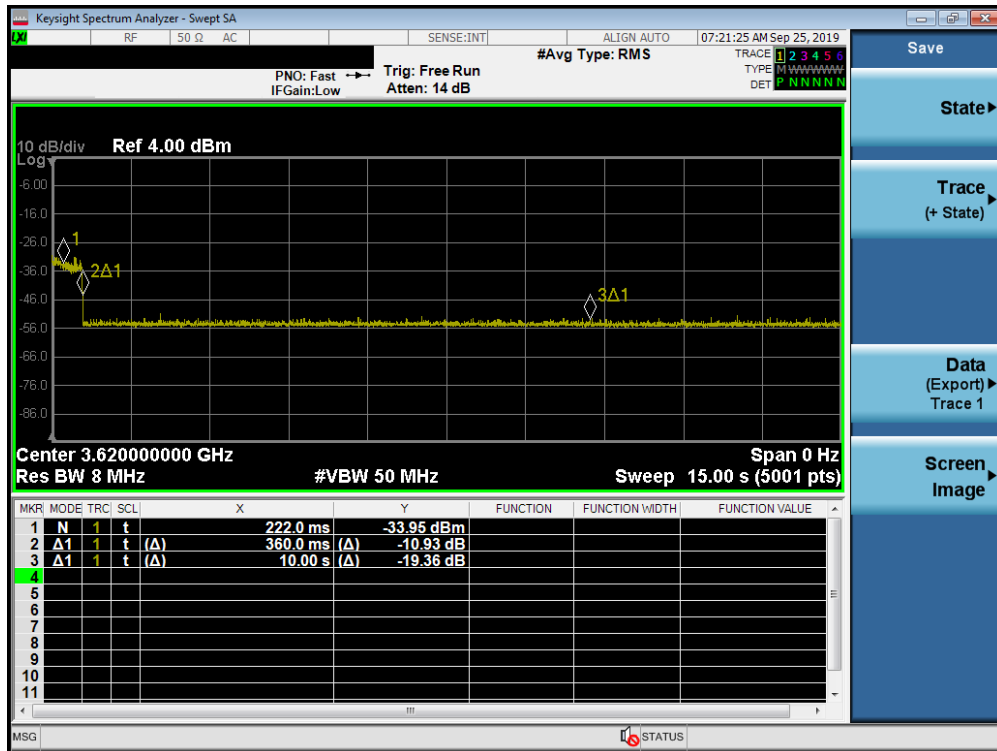 Keysight Spectrum Analyzer - Swept SA
LXI RF 50 Ω AC SENSE:INT ALIGN AUTO 07:21:25 AM Sep 25, 2019
#Avg Type: RMS
TRACE 1 2 3 4 5 6
PNO: Fast Trig: Free Run
TYPE M WWWWW
IFGain:Low Atten: 14 dB
DET P N N N N N
Save
State
Trace
(+ State)
Data
(Export)
Trace 1
Screen
Image
10 dB/div Ref 4.00 dBm
Log
-6.00
-16.0
-26.0
1
-36.0
2Δ1
-46.0
3Δ1
-56.0
-66.0
-76.0
-86.0
Center 3.620000000 GHz Span 0 Hz
Res BW 8 MHz #VBW 50 MHz Sweep 15.00 s (5001 pts)
MKR MODE TRC SCL X Y FUNCTION FUNCTION WIDTH FUNCTION VALUE
1 N 1 t 222.0 ms -33.95 dBm
2 Δ1 1 t (Δ) 360.0 ms (Δ) -10.93 dB
3 Δ1 1 t (Δ) 10.00 s (Δ) -19.36 dB
4
5
6
7
8
9
10
11
MSG STATUS